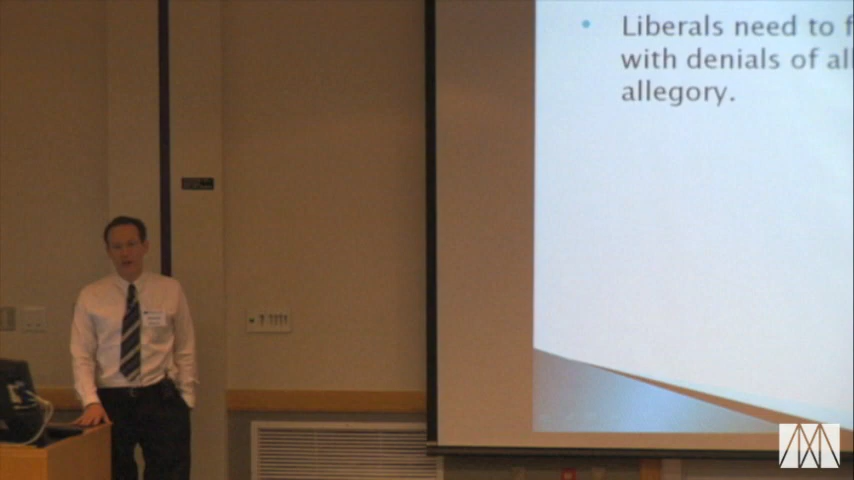 Liberals need to f
with denials of al
allegory.